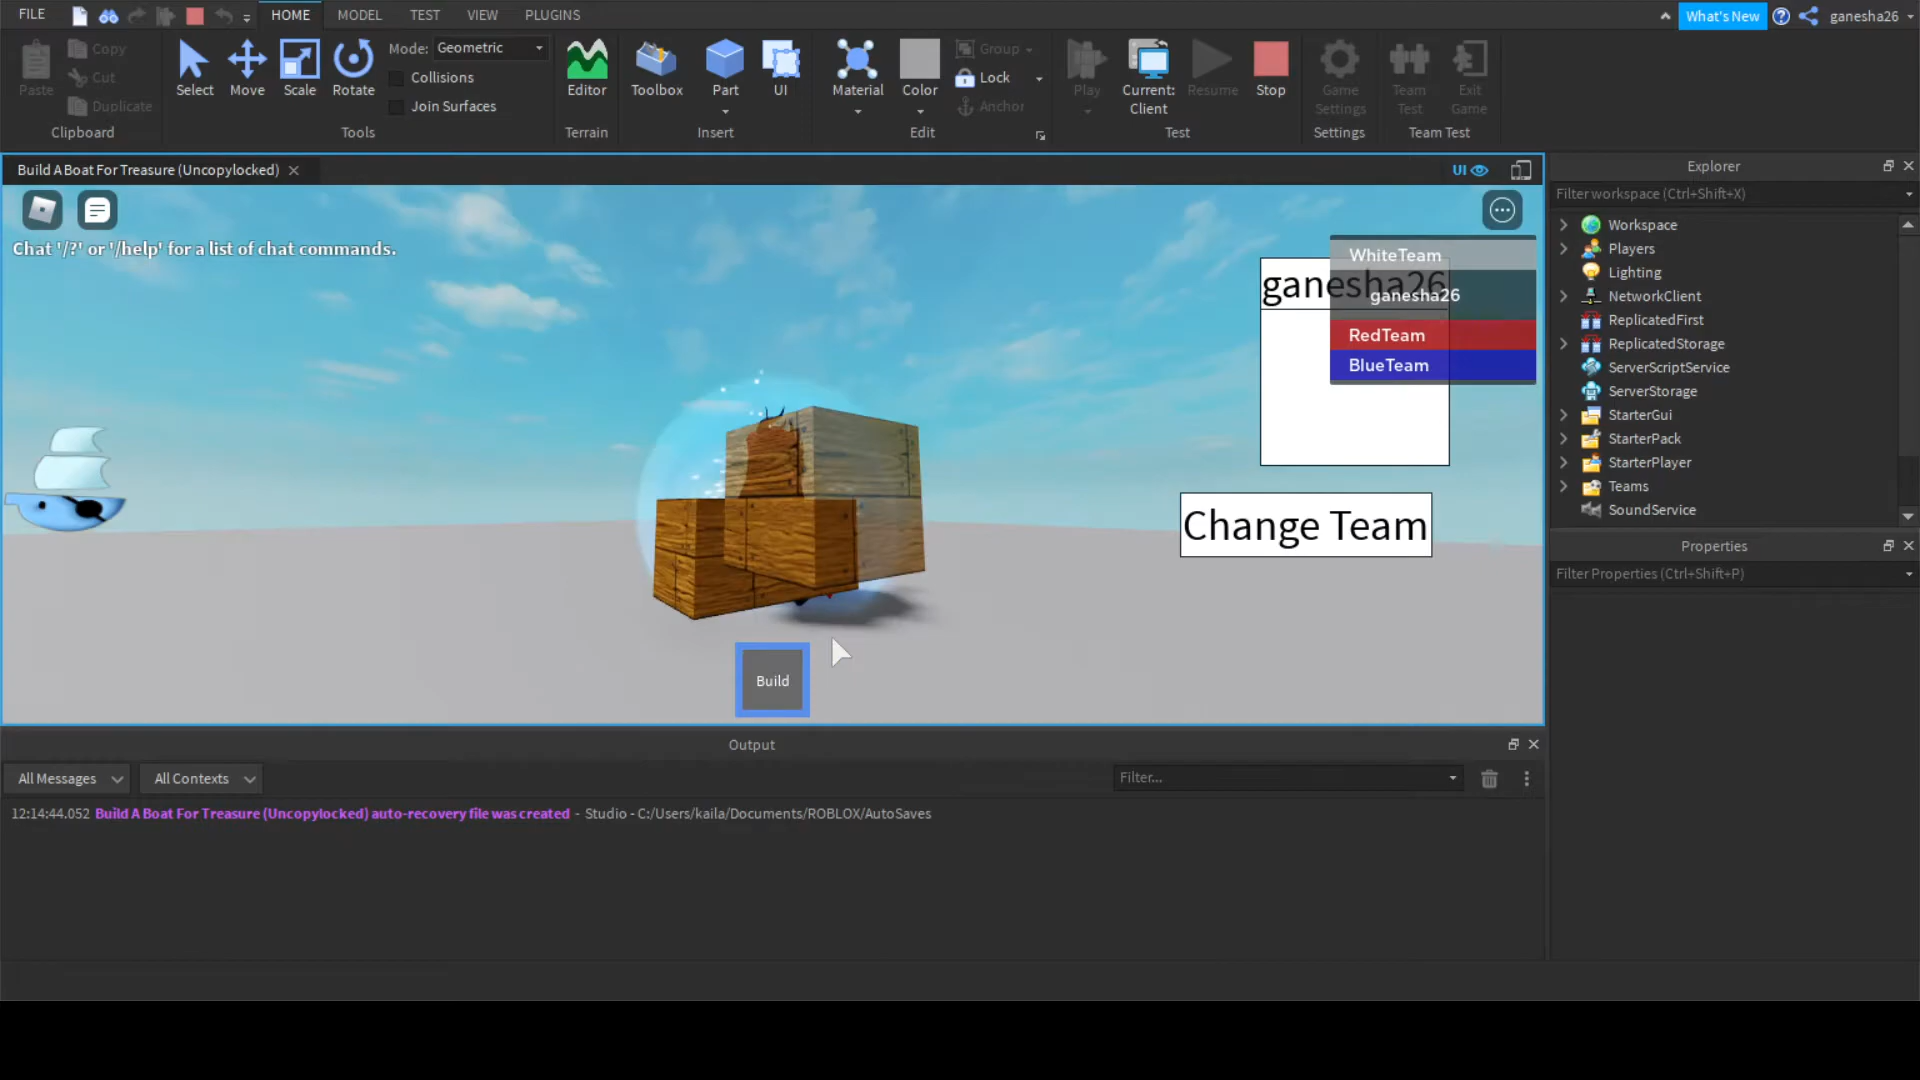 FILE
HOME
MODEL
TEST
VIEW
PLUGINS
What's New
ganesha26
Paste
Copy
Cut
Duplicate
Clipboard
Select
Move
Scale
Rotate
Mode: Geometric
Collisions
Join Surfaces
Tools
Editor
Terrain
Toolbox
Part
UI
Insert
Material
Color
Group
Lock
Anchor
Edit
Play
Current:
Client
Resume
Stop
Test
Game
Settings
Settings
Team
Test
Exit
Game
Team Test
Build A Boat For Treasure (Uncopylocked)
UI
Chat '/?' or '/help' for a list of chat commands.
WhiteTeam
ganesha26
ganesha26
RedTeam
BlueTeam
Change Team
Build
Explorer
Filter workspace (Ctrl+Shift+X)
Workspace
Players
Lighting
NetworkClient
ReplicatedFirst
ReplicatedStorage
ServerScriptService
ServerStorage
StarterGui
StarterPack
StarterPlayer
Teams
SoundService
Properties
Filter Properties (Ctrl+Shift+P)
Output
All Messages
All Contexts
Filter...
12:14:44.052 Build A Boat For Treasure (Uncopylocked) auto-recovery file was created - Studio - C:/Users/kaila/Documents/ROBLOX/AutoSaves